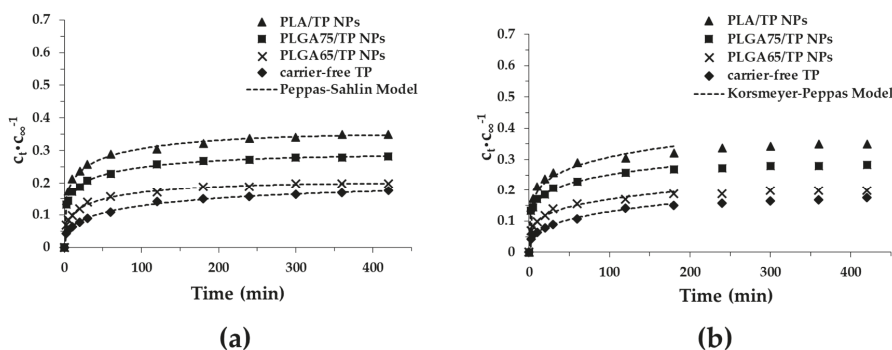 PLA/TP NPs
PLGA75/TP NPs
PLGA65/TP NPs
carrier-free TP
Peppas-Sahlin Model
cₜ·c∞⁻¹
0.7
0.6
0.5
0.4
0.3
0.2
0.1
0
0 100 200 300 400
Time (min)
(a)
PLA/TP NPs
PLGA75/TP NPs
PLGA65/TP NPs
carrier-free TP
Korsmeyer-Peppas Model
cₜ·c∞⁻¹
0.7
0.6
0.5
0.4
0.3
0.2
0.1
0
0 100 200 300 400
Time (min)
(b)